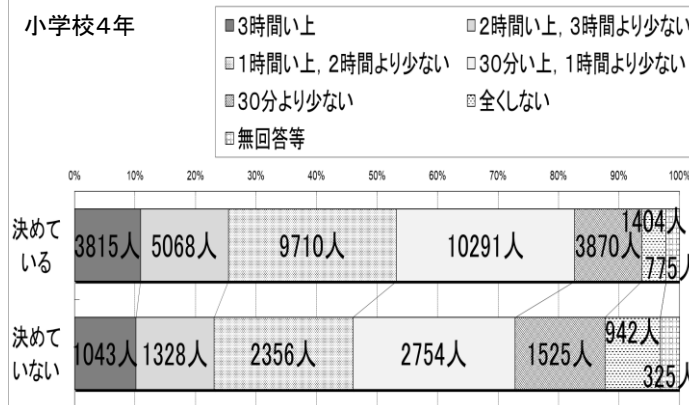 小学校4年
■3時間い上
2時間い上, 3時間より少ない
1時間い上, 2時間より少ない
30分い上, 1時間より少ない
30分より少ない
全くしない
無回答等
0% 10% 20% 30% 40% 50% 60% 70% 80% 90% 100%
決めて
いる
3815人 5068人 9710人 10291人 3870人 1404人 775人
決めて
いない
1043人 1328人 2356人 2754人 1525人 942人 325人